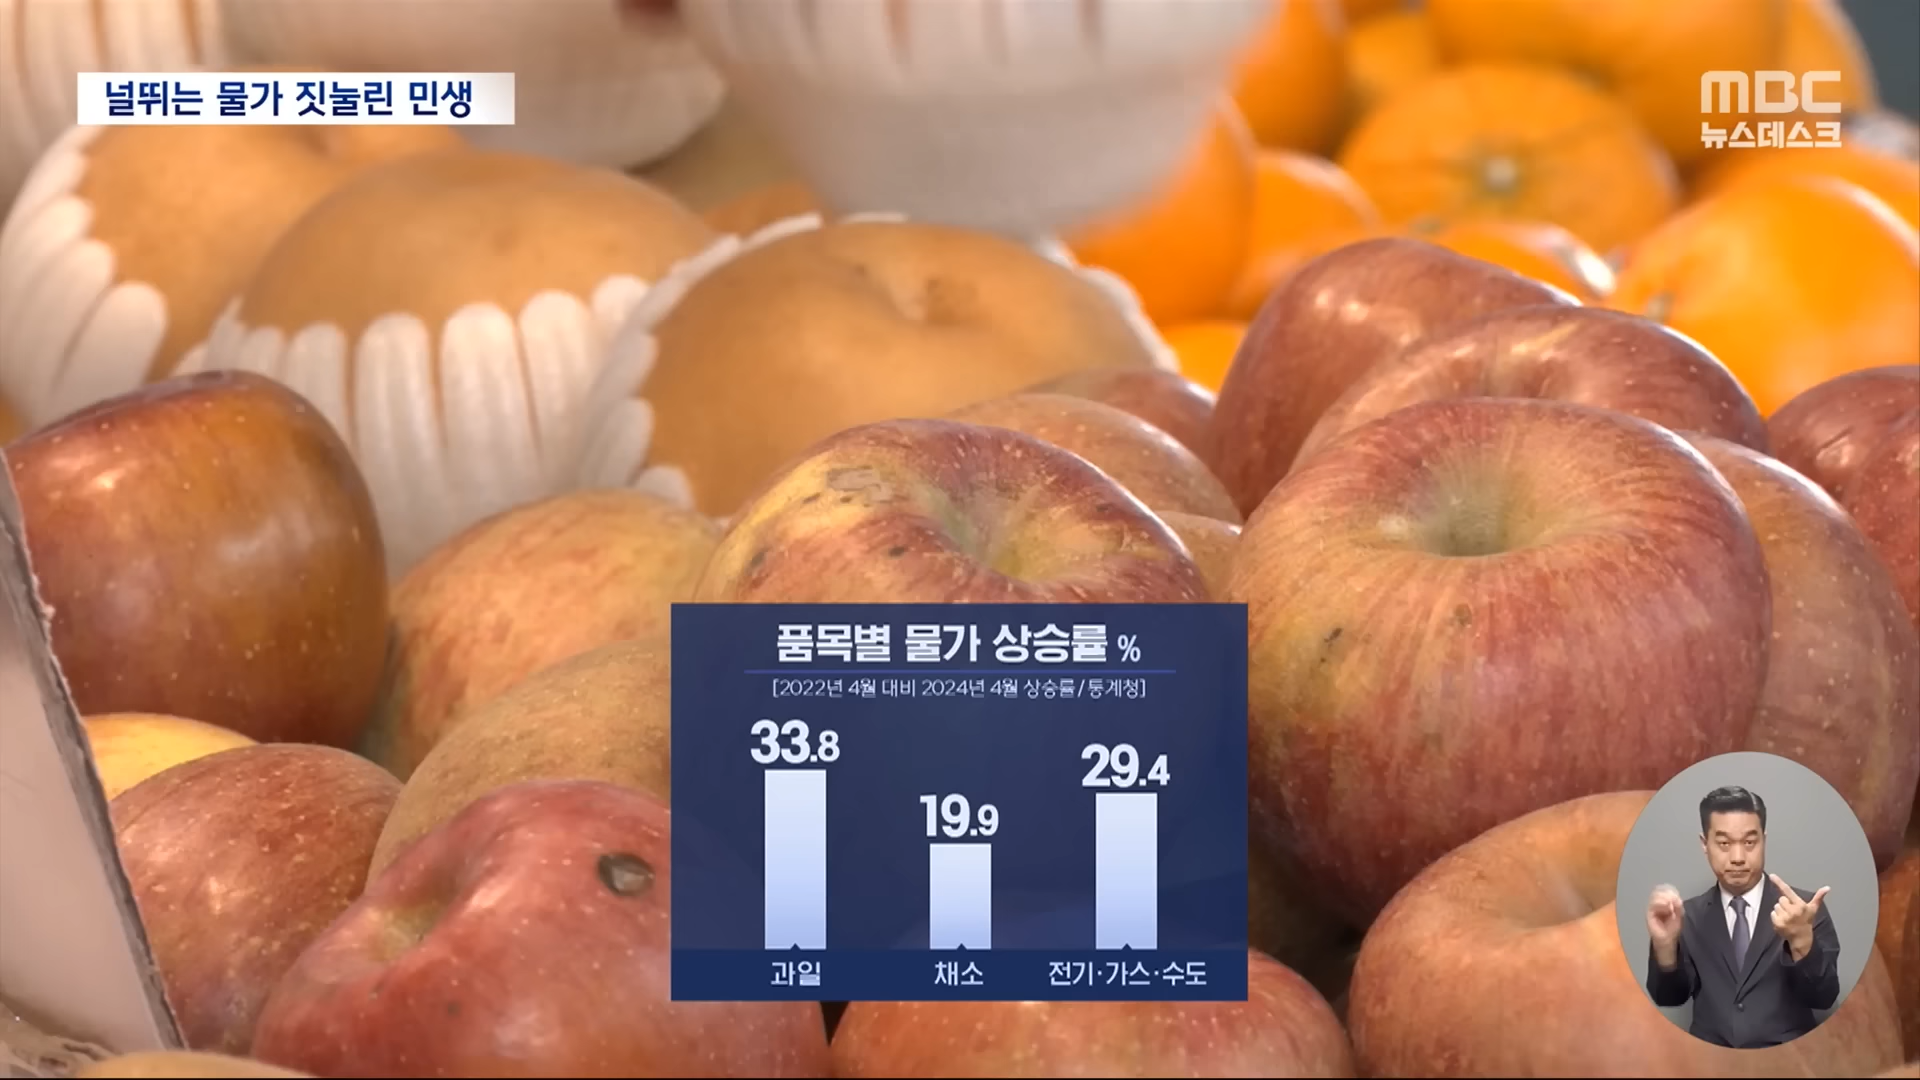 널뛰는 물가 짓눌린 민생
MBC
뉴스데스크
품목별 물가 상승률 %
[2022년 4월 대비 2024년 4월 상승률/통계청]
33.8
19.9
29.4
과일
채소
전기·가스·수도